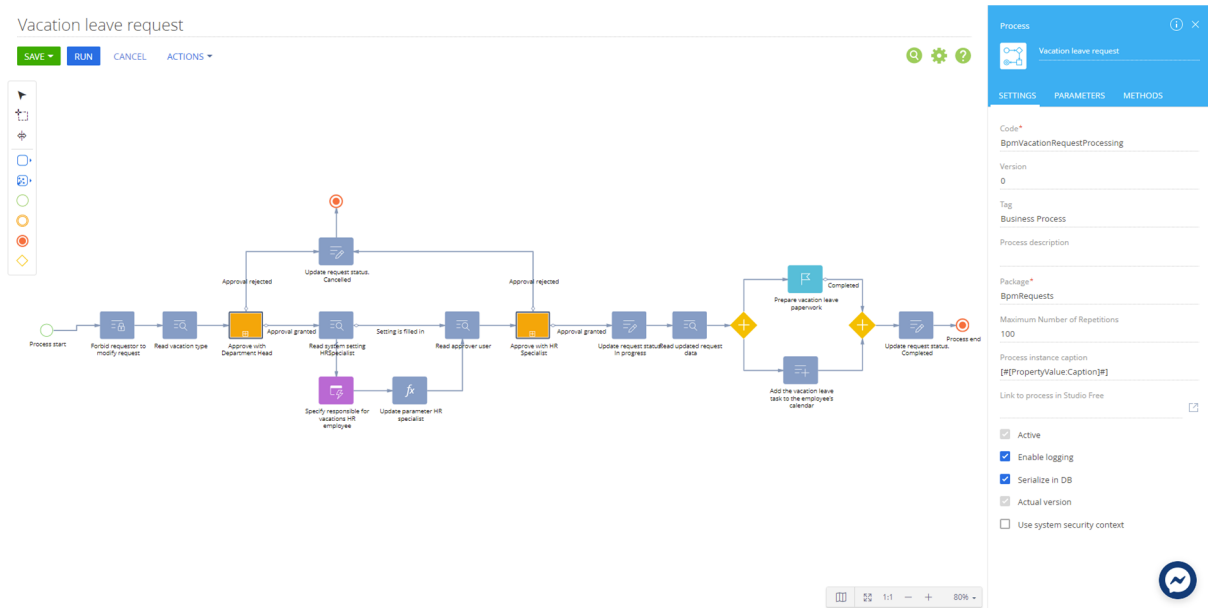 Vacation leave request
SAVE
RUN
CANCEL
ACTIONS
Process start
Forbid requestor to
modify request
Read vacation type
Approve with
Department Head
Approval rejected
Approval granted
Update request status.
Cancelled
Read system setting
HRSpecialist
Setting is filled in
Specify responsible for
vacations HR
employee
fx
Update parameter HR
specialist
Read approver user
Approval rejected
Approve with HR
Specialist
Approval granted
Update request status
In progress
Read updated request
data
Prepare vacation leave
paperwork
Completed
Add the vacation leave
task to the employee's
calendar
Update request status.
Completed
Process end
1:1
80%
Process
Vacation leave request
SETTINGS
PARAMETERS
METHODS
Code*
BpmVacationRequestProcessing
Version
0
Tag
Business Process
Process description
Package*
BpmRequests
Maximum Number of Repetitions
100
Process instance caption
[#[PropertyValue:Caption]#]
Link to process in Studio Free
Active
Enable logging
Serialize in DB
Actual version
Use system security context